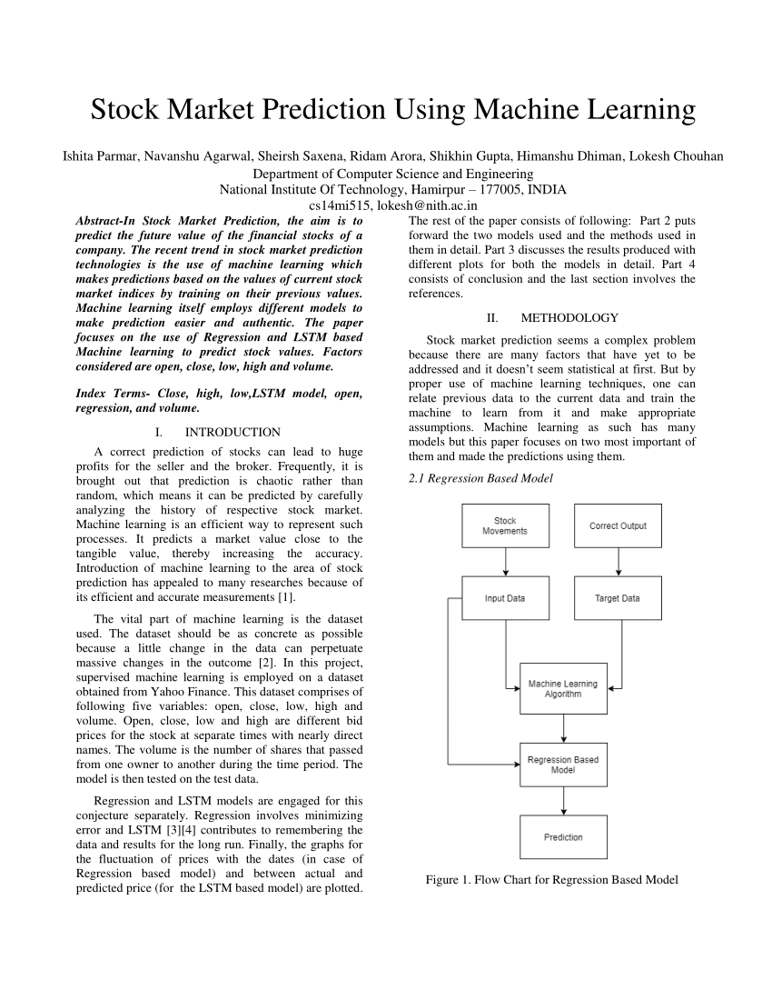 Stock Market Prediction Using Machine Learning
Ishita Parmar, Navanshu Agarwal, Sheirsh Saxena, Ridam Arora, Shikhin Gupta, Himanshu Dhiman, Lokesh Chouhan
Department of Computer Science and Engineering
National Institute Of Technology, Hamirpur – 177005, INDIA
cs14mi515, lokesh@nith.ac.in
Abstract-In Stock Market Prediction, the aim is to
predict the future value of the financial stocks of a
company. The recent trend in stock market prediction
technologies is the use of machine learning which
makes predictions based on the values of current stock
market indices by training on their previous values.
Machine learning itself employs different models to
make prediction easier and authentic. The paper
focuses on the use of Regression and LSTM based
Machine learning to predict stock values. Factors
considered are open, close, low, high and volume.
Index Terms- Close, high, low,LSTM model, open,
regression, and volume.
I. INTRODUCTION
A correct prediction of stocks can lead to huge
profits for the seller and the broker. Frequently, it is
brought out that prediction is chaotic rather than
random, which means it can be predicted by carefully
analyzing the history of respective stock market.
Machine learning is an efficient way to represent such
processes. It predicts a market value close to the
tangible value, thereby increasing the accuracy.
Introduction of machine learning to the area of stock
prediction has appealed to many researches because of
its efficient and accurate measurements [1].
The vital part of machine learning is the dataset
used. The dataset should be as concrete as possible
because a little change in the data can perpetuate
massive changes in the outcome [2]. In this project,
supervised machine learning is employed on a dataset
obtained from Yahoo Finance. This dataset comprises of
following five variables: open, close, low, high and
volume. Open, close, low and high are different bid
prices for the stock at separate times with nearly direct
names. The volume is the number of shares that passed
from one owner to another during the time period. The
model is then tested on the test data.
Regression and LSTM models are engaged for this
conjecture separately. Regression involves minimizing
error and LSTM [3][4] contributes to remembering the
data and results for the long run. Finally, the graphs for
the fluctuation of prices with the dates (in case of
Regression based model) and between actual and
predicted price (for the LSTM based model) are plotted.
The rest of the paper consists of following: Part 2 puts
forward the two models used and the methods used in
them in detail. Part 3 discusses the results produced with
different plots for both the models in detail. Part 4
consists of conclusion and the last section involves the
references.
II. METHODOLOGY
Stock market prediction seems a complex problem
because there are many factors that have yet to be
addressed and it doesn’t seem statistical at first. But by
proper use of machine learning techniques, one can
relate previous data to the current data and train the
machine to learn from it and make appropriate
assumptions. Machine learning as such has many
models but this paper focuses on two most important of
them and made the predictions using them.
2.1 Regression Based Model
Stock
Movements
Correct Output
Input Data
Target Data
Machine Learning
Algorithm
Regression Based
Model
Prediction
Figure 1. Flow Chart for Regression Based Model